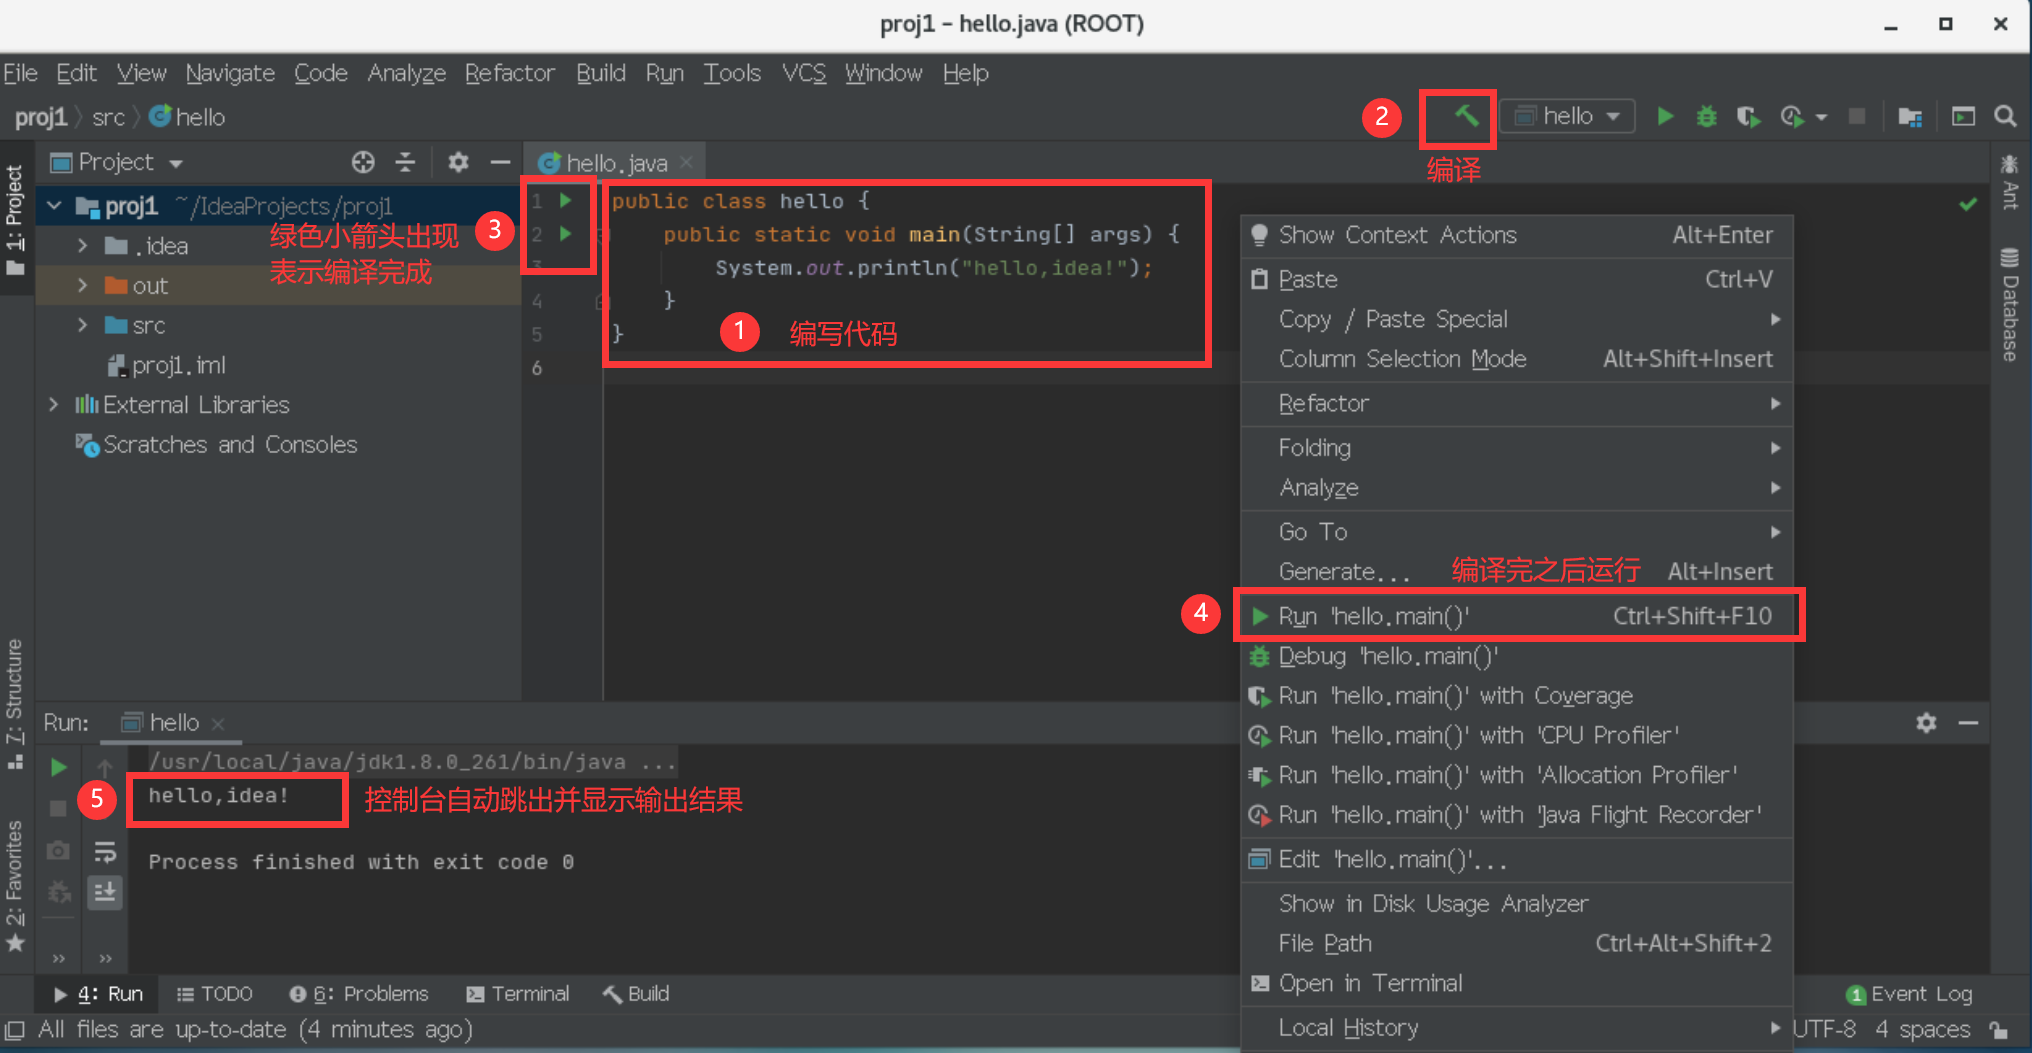 proj1 – hello.java (ROOT)
File Edit View Navigate Code Analyze Refactor Build Run Tools VCS Window Help
proj1 src hello
2
hello
编译
Project
hello.java
1: Project
proj1 ~/IdeaProjects/proj1
.idea
out
src
proj1.iml
External Libraries
Scratches and Consoles
绿色小箭头出现
表示编译完成
3
1 public class hello {
2 public static void main(String[] args) {
3 System.out.println("hello,idea!");
4 }
5 }
6
1 编写代码
Ant
Database
Show Context Actions Alt+Enter
Paste Ctrl+V
Copy / Paste Special
Column Selection Mode Alt+Shift+Insert
Refactor
Folding
Analyze
Go To
Generate... Alt+Insert
编译完之后运行
4
Run 'hello.main()' Ctrl+Shift+F10
Debug 'hello.main()'
Run 'hello.main()' with Coverage
Run 'hello.main()' with 'CPU Profiler'
Run 'hello.main()' with 'Allocation Profiler'
Run 'hello.main()' with 'Java Flight Recorder'
Edit 'hello.main()'...
Show in Disk Usage Analyzer
File Path Ctrl+Alt+Shift+2
Open in Terminal
Local History
7: Structure
2: Favorites
Run: hello
/usr/local/java/jdk1.8.0_261/bin/java ...
5
hello,idea!
控制台自动跳出并显示输出结果
Process finished with exit code 0
4: Run TODO 6: Problems Terminal Build
1 Event Log
All files are up-to-date (4 minutes ago)
UTF-8 4 spaces